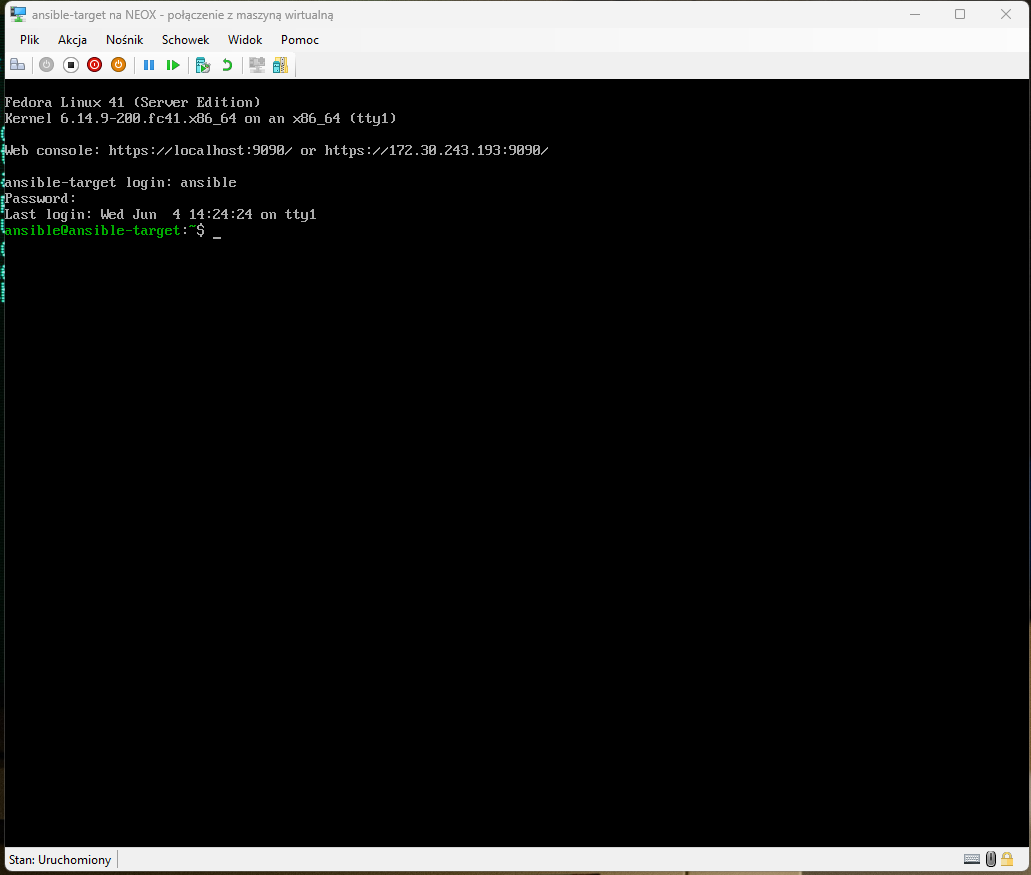 ansible-target na NEOX - połączenie z maszyną wirtualną
Plik Akcja Nośnik Schowek Widok Pomoc
Fedora Linux 41 (Server Edition)
Kernel 6.14.9-200.fc41.x86_64 on an x86_64 (tty1)
Web console: https://localhost:9090/ or https://172.30.243.193:9090/
ansible-target login: ansible
Password:
Last login: Wed Jun  4 14:24:24 on tty1
ansible@ansible-target:~$ _
Stan: Uruchomiony